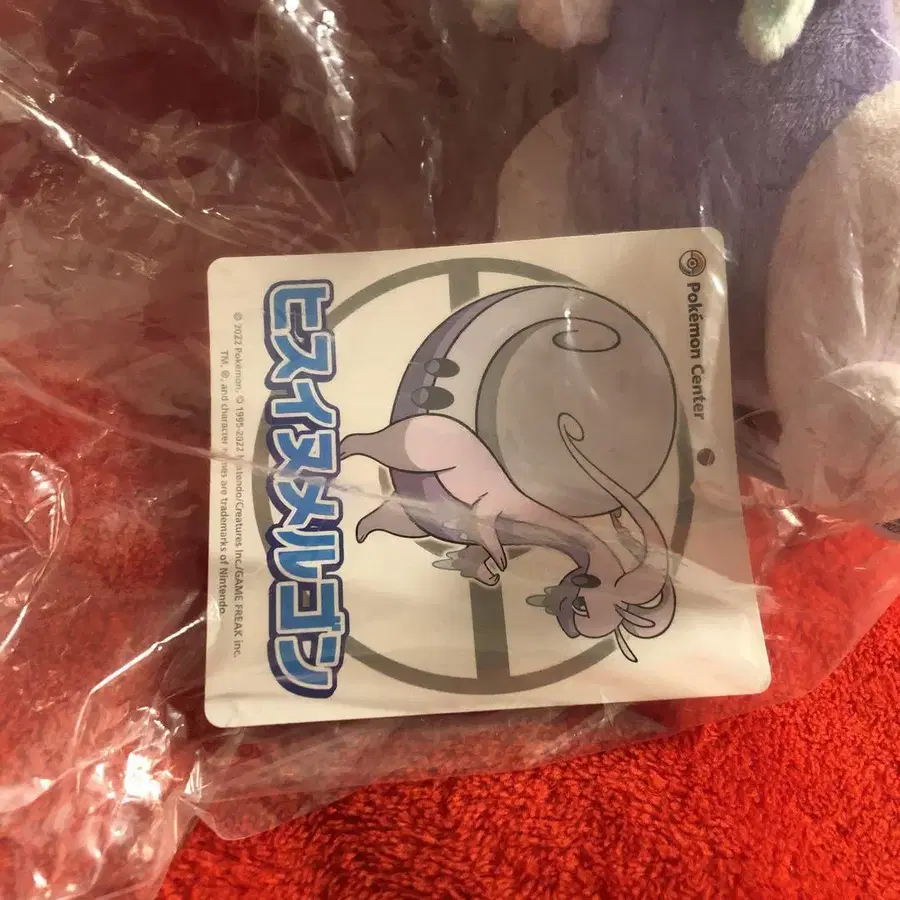 Pokémon Center
ヒスイヌメルゴン
© 2022 Pokémon. © 1995-2022 Nintendo/Creatures Inc./GAME FREAK inc.
TM, ®, and character names are trademarks of Nintendo.